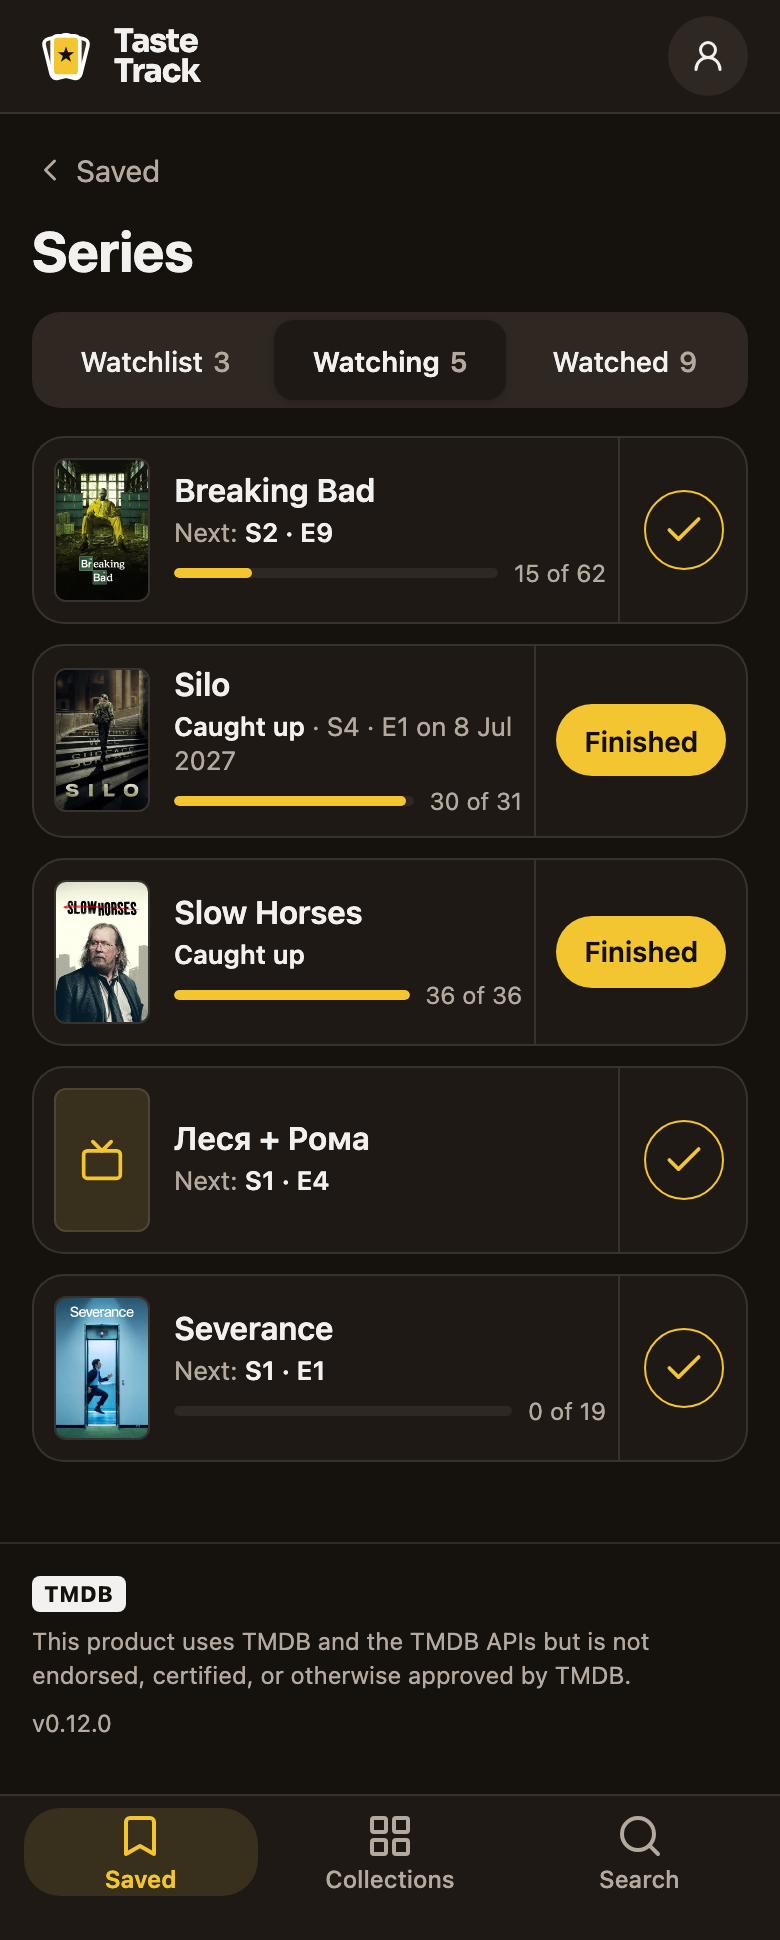 Taste
Track
Saved
Series
Watchlist 3
Watching 5
Watched 9
Breaking Bad
Next: S2 · E9
15 of 62
Breaking
Bad
Silo
Caught up · S4 · E1 on 8 Jul
2027
30 of 31
Finished
SILO
SLOW HORSES
Slow Horses
Caught up
36 of 36
Finished
Леся + Рома
Next: S1 · E4
Severance
Severance
Next: S1 · E1
0 of 19
TMDB
This product uses TMDB and the TMDB APIs but is not
endorsed, certified, or otherwise approved by TMDB.
v0.12.0
Saved
Collections
Search